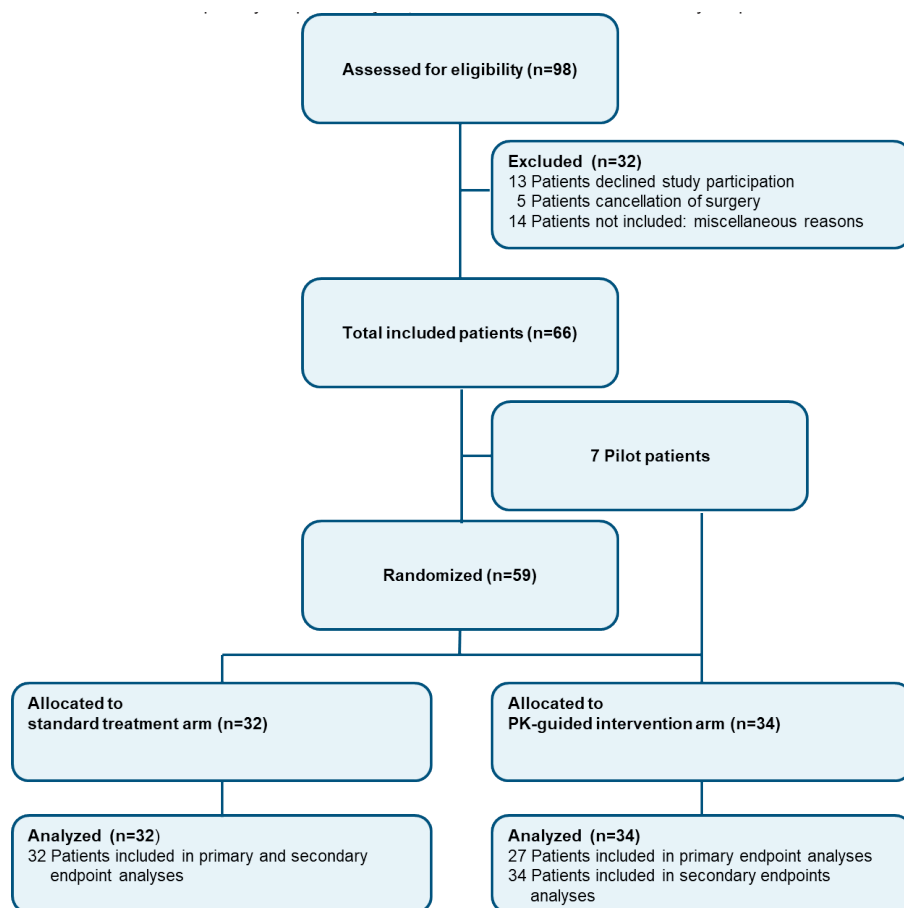 Assessed for eligibility (n=98)
Excluded (n=32)
13 Patients declined study participation
5 Patients cancellation of surgery
14 Patients not included: miscellaneous reasons
Total included patients (n=66)
7 Pilot patients
Randomized (n=59)
Allocated to
standard treatment arm (n=32)
Allocated to
PK-guided intervention arm (n=34)
Analyzed (n=32)
32 Patients included in primary and secondary
endpoint analyses
Analyzed (n=34)
27 Patients included in primary endpoint analyses
34 Patients included in secondary endpoints
analyses